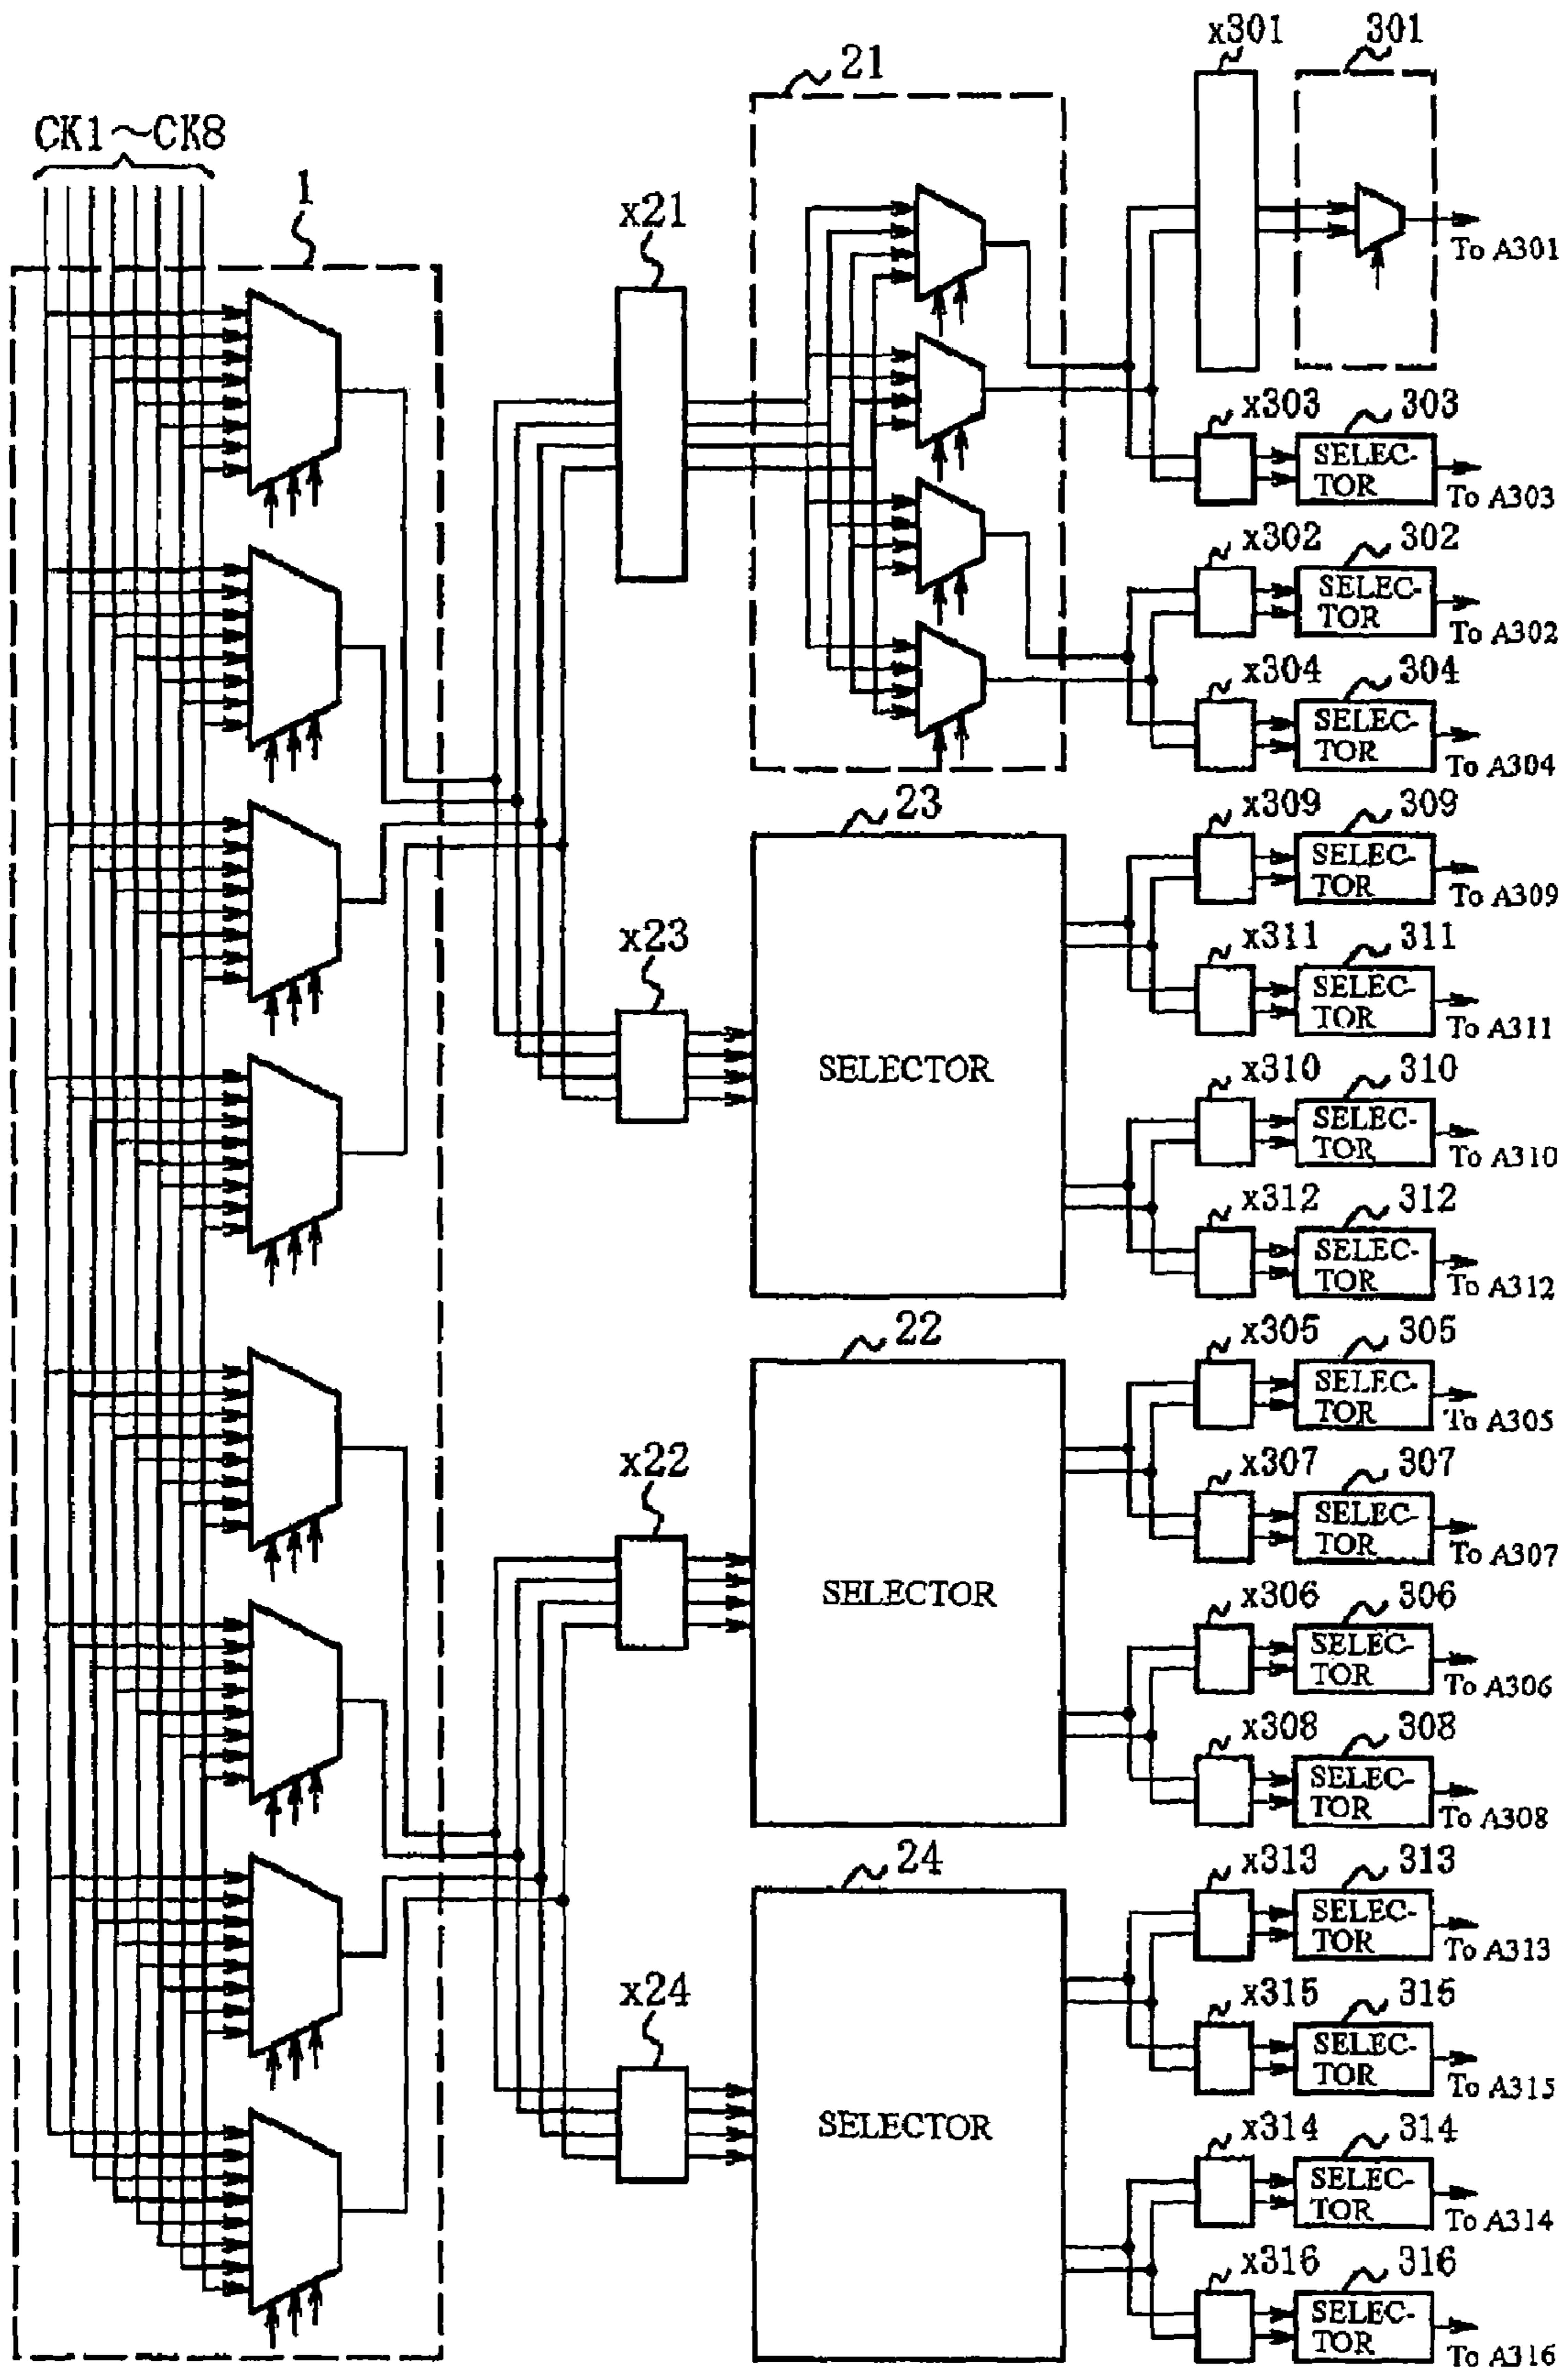 x301
301
21
CK1～CK8
1
x21
To A301
x303
303
SELEC-
TOR
To A303
x302
302
SELEC-
TOR
To A302
x304
304
SELEC-
TOR
To A304
23
x309
309
SELEC-
TOR
To A309
x23
x311
311
SELEC-
TOR
To A311
SELECTOR
x310
310
SELEC-
TOR
To A310
x312
312
SELEC-
TOR
To A312
22
x305
305
SELEC-
TOR
To A305
x22
x307
307
SELEC-
TOR
To A307
SELECTOR
x306
306
SELEC-
TOR
To A306
x308
308
SELEC-
TOR
To A308
24
x313
313
SELEC-
TOR
To A313
x24
x315
315
SELEC-
TOR
To A315
SELECTOR
x314
314
SELEC-
TOR
To A314
x316
316
SELEC-
TOR
To A316